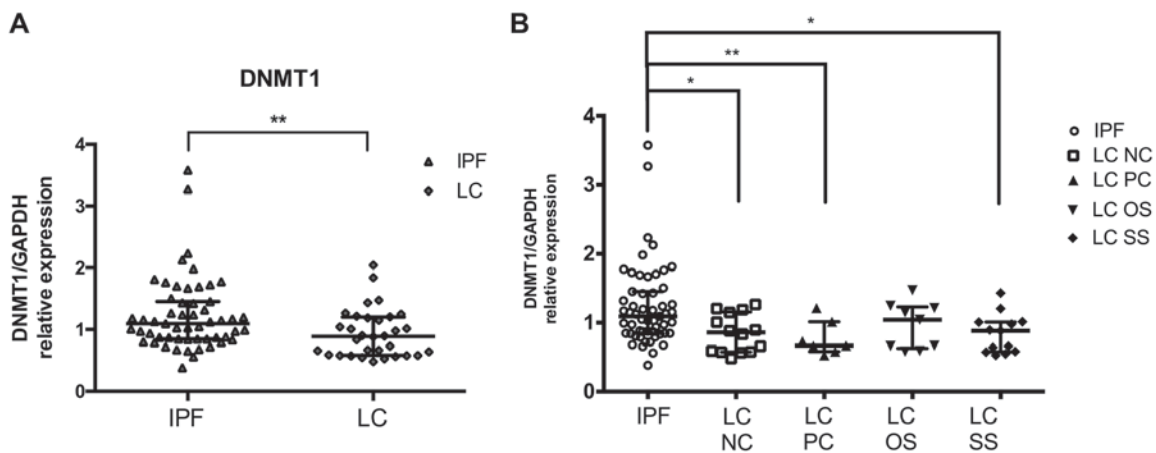 A
DNMT1
**
4
3
2
1
0
DNMT1/GAPDH
relative expression
IPF
LC
IPF
LC
B
*
**
*
4
3
2
1
0
DNMT1/GAPDH
relative expression
IPF
LC NC
LC PC
LC OS
LC SS
IPF
LC
NC
LC
PC
LC
OS
LC
SS